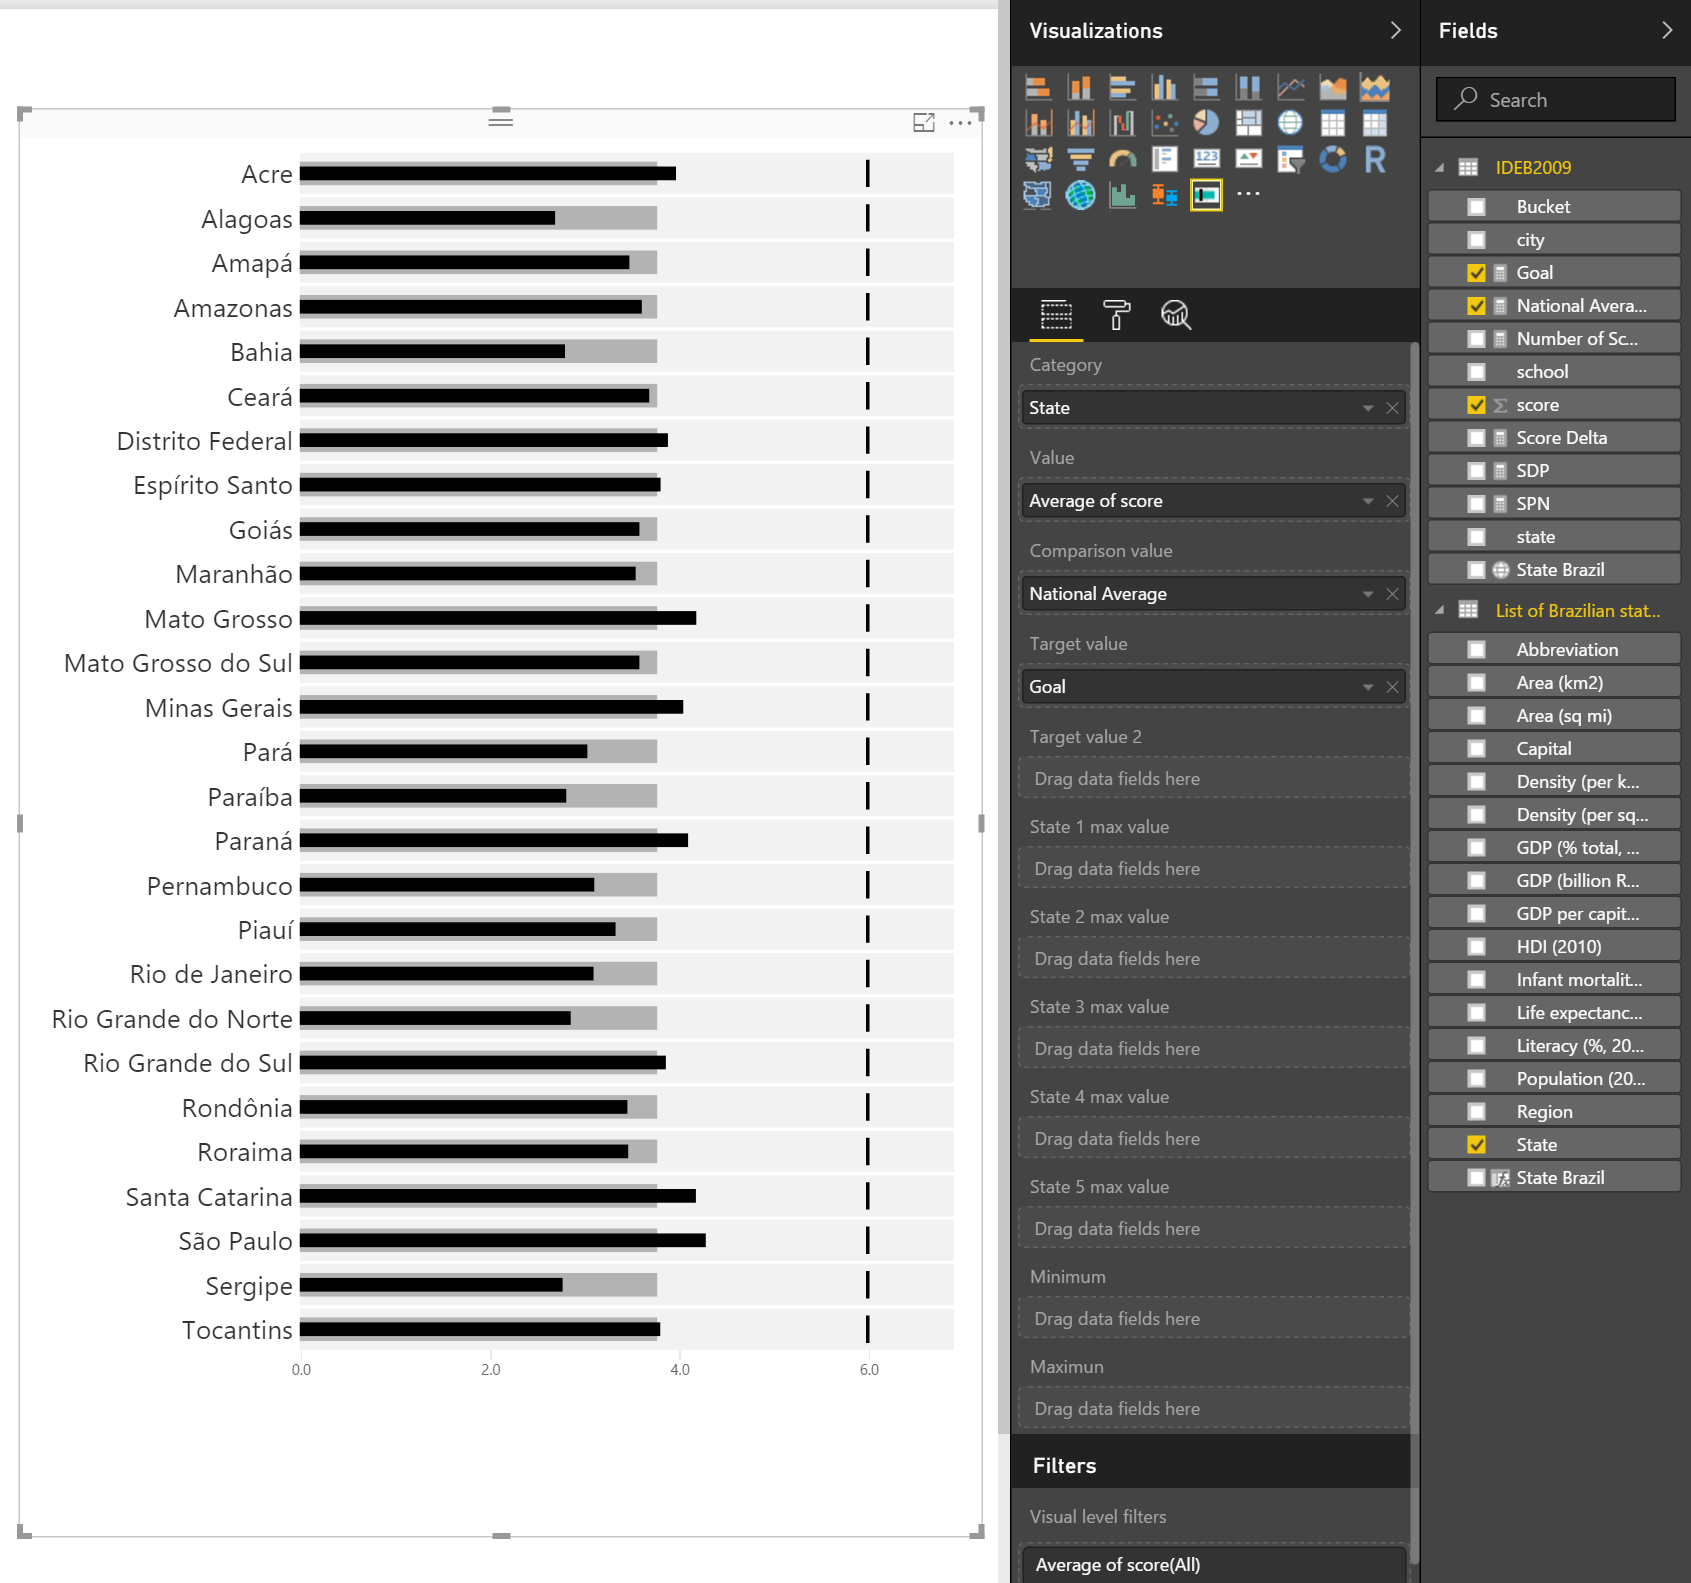 Acre
Alagoas
Amapá
Amazonas
Bahia
Ceará
Distrito Federal
Espírito Santo
Goiás
Maranhão
Mato Grosso
Mato Grosso do Sul
Minas Gerais
Pará
Paraíba
Paraná
Pernambuco
Piauí
Rio de Janeiro
Rio Grande do Norte
Rio Grande do Sul
Rondônia
Roraima
Santa Catarina
São Paulo
Sergipe
Tocantins
0.0 2.0 4.0 6.0
Visualizations
123
R
Category
State
Value
Average of score
Comparison value
National Average
Target value
Goal
Target value 2
Drag data fields here
State 1 max value
Drag data fields here
State 2 max value
Drag data fields here
State 3 max value
Drag data fields here
State 4 max value
Drag data fields here
State 5 max value
Drag data fields here
Minimum
Drag data fields here
Maximun
Drag data fields here
Filters
Visual level filters
Average of score(All)
Fields
Search
IDEB2009
Bucket
city
Goal
National Avera...
Number of Sc...
school
score
Score Delta
SDP
SPN
state
State Brazil
List of Brazilian stat...
Abbreviation
Area (km2)
Area (sq mi)
Capital
Density (per k...
Density (per sq...
GDP (% total, ...
GDP (billion R...
GDP per capit...
HDI (2010)
Infant mortalit...
Life expectanc...
Literacy (%, 20...
Population (20...
Region
State
State Brazil